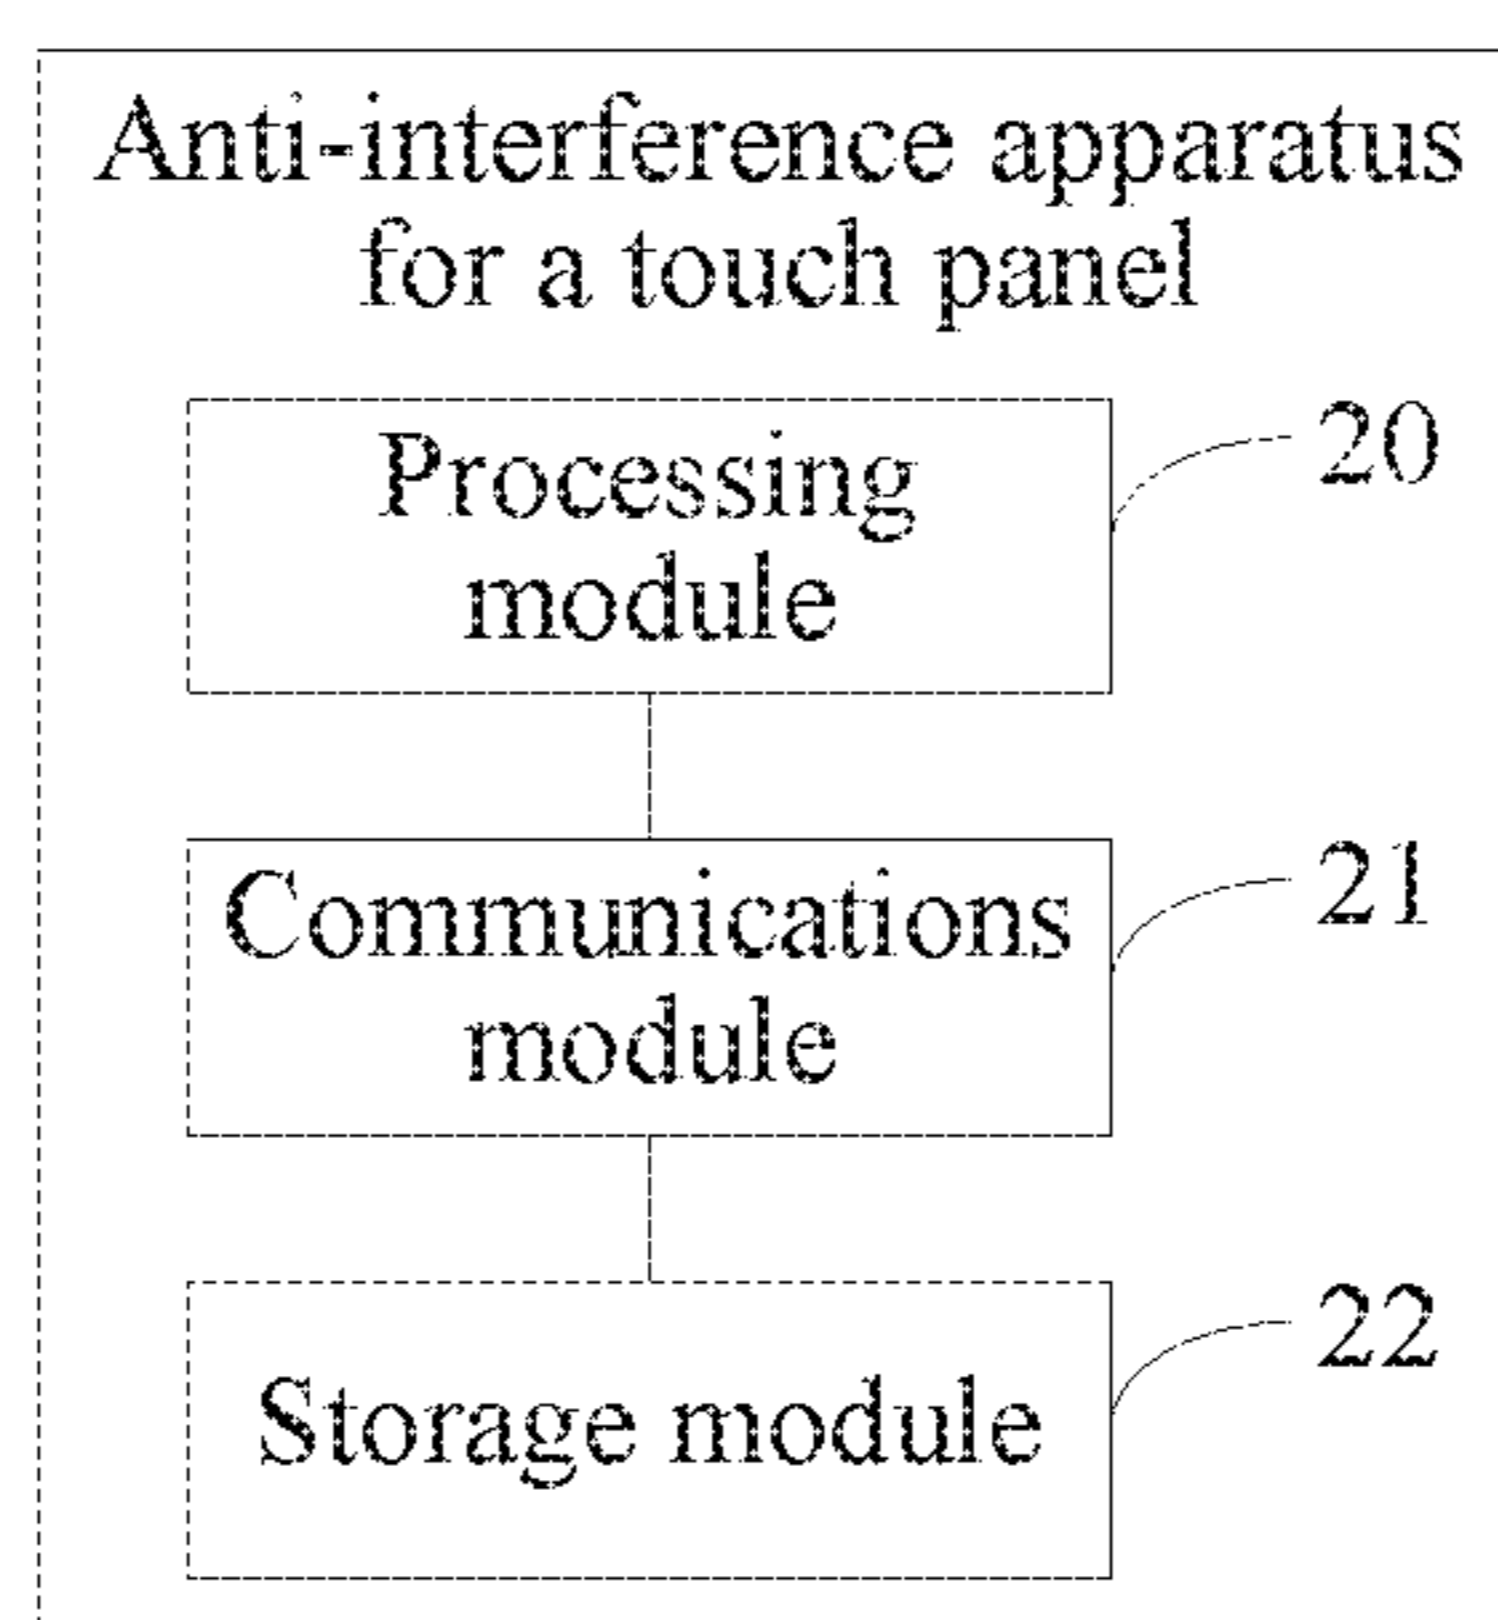 Anti-interference apparatus
for a touch panel
Processing
module
20
Communications
module
21
Storage module
22